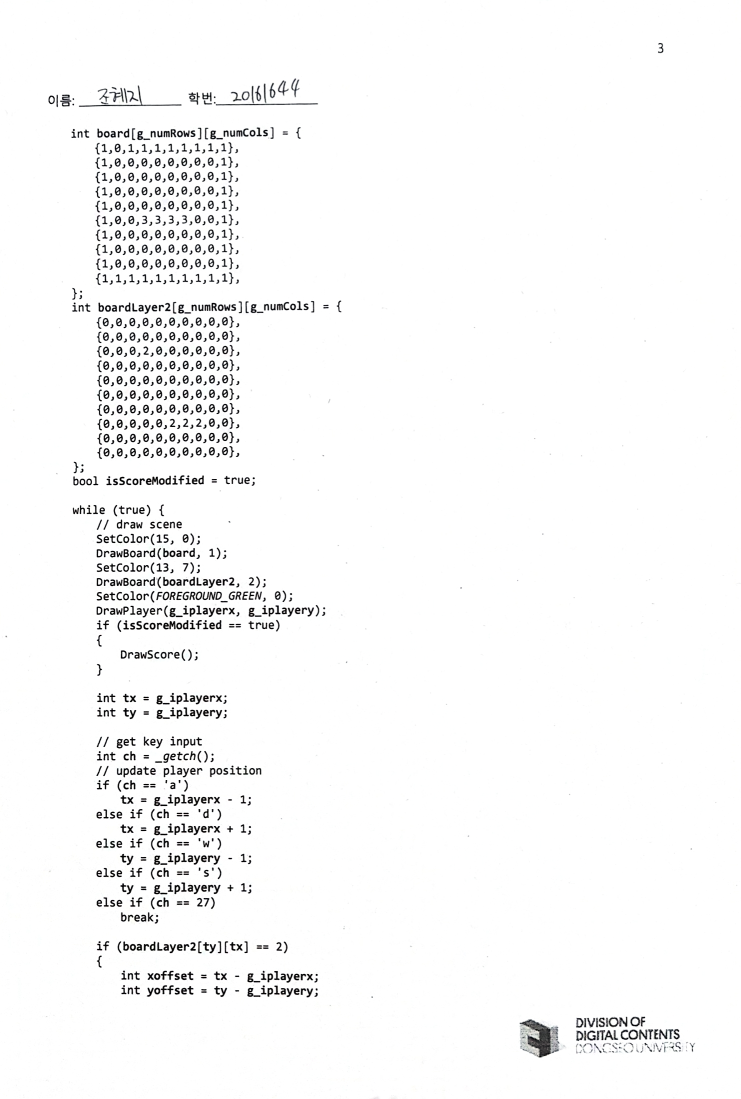 3
이름: 조혜지 학번: 20161644
int board[g_numRows][g_numCols] = {
{1,0,1,1,1,1,1,1,1,1},
{1,0,0,0,0,0,0,0,0,1},
{1,0,0,0,0,0,0,0,0,1},
{1,0,0,0,0,0,0,0,0,1},
{1,0,0,0,0,0,0,0,0,1},
{1,0,0,3,3,3,3,0,0,1},
{1,0,0,0,0,0,0,0,0,1},
{1,0,0,0,0,0,0,0,0,1},
{1,0,0,0,0,0,0,0,0,1},
{1,1,1,1,1,1,1,1,1,1},
};
int boardLayer2[g_numRows][g_numCols] = {
{0,0,0,0,0,0,0,0,0,0},
{0,0,0,0,0,0,0,0,0,0},
{0,0,0,2,0,0,0,0,0,0},
{0,0,0,0,0,0,0,0,0,0},
{0,0,0,0,0,0,0,0,0,0},
{0,0,0,0,0,0,0,0,0,0},
{0,0,0,0,0,0,0,0,0,0},
{0,0,0,0,0,2,2,2,0,0},
{0,0,0,0,0,0,0,0,0,0},
{0,0,0,0,0,0,0,0,0,0},
};
bool isScoreModified = true;
while (true) {
// draw scene
SetColor(15, 0);
DrawBoard(board, 1);
SetColor(13, 7);
DrawBoard(boardLayer2, 2);
SetColor(FOREGROUND_GREEN, 0);
DrawPlayer(g_iplayerx, g_iplayery);
if (isScoreModified == true)
{
DrawScore();
}
int tx = g_iplayerx;
int ty = g_iplayery;
// get key input
int ch = _getch();
// update player position
if (ch == 'a')
tx = g_iplayerx - 1;
else if (ch == 'd')
tx = g_iplayerx + 1;
else if (ch == 'w')
ty = g_iplayery - 1;
else if (ch == 's')
ty = g_iplayery + 1;
else if (ch == 27)
break;
if (boardLayer2[ty][tx] == 2)
{
int xoffset = tx - g_iplayerx;
int yoffset = ty - g_iplayery;
DIVISION OF
DIGITAL CONTENTS
DONGSEO UNIVERSITY